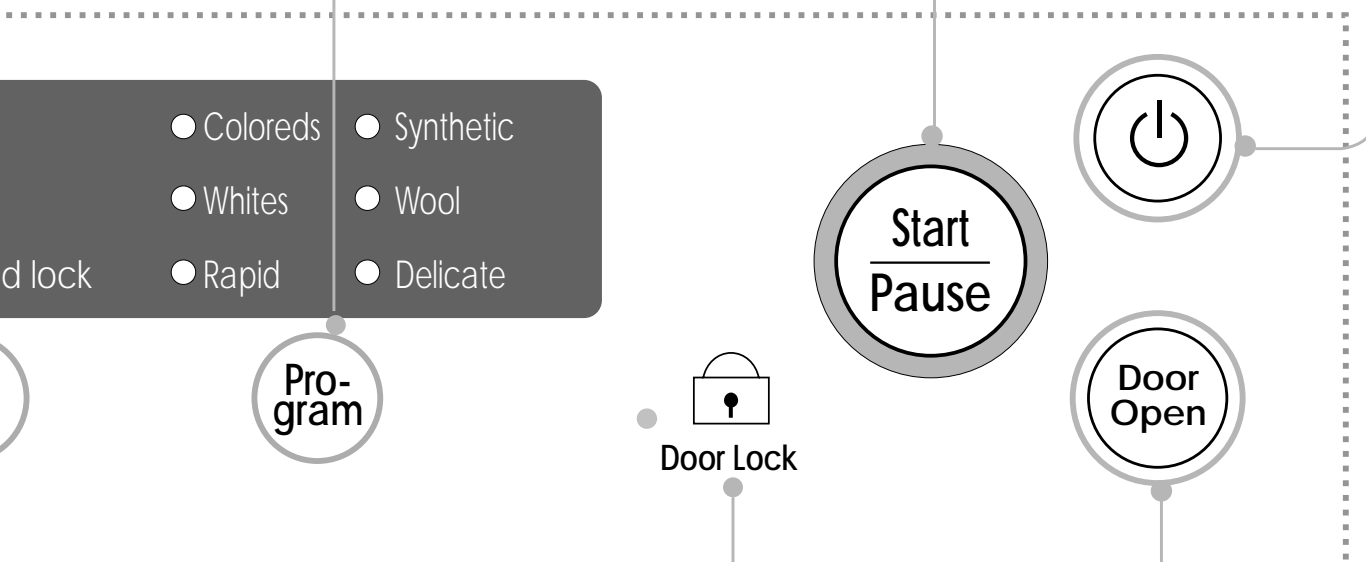 Coloreds
Synthetic
Whites
Wool
d lock
Rapid
Delicate
Start
Pause
Pro-
gram
Door Lock
Door
Open